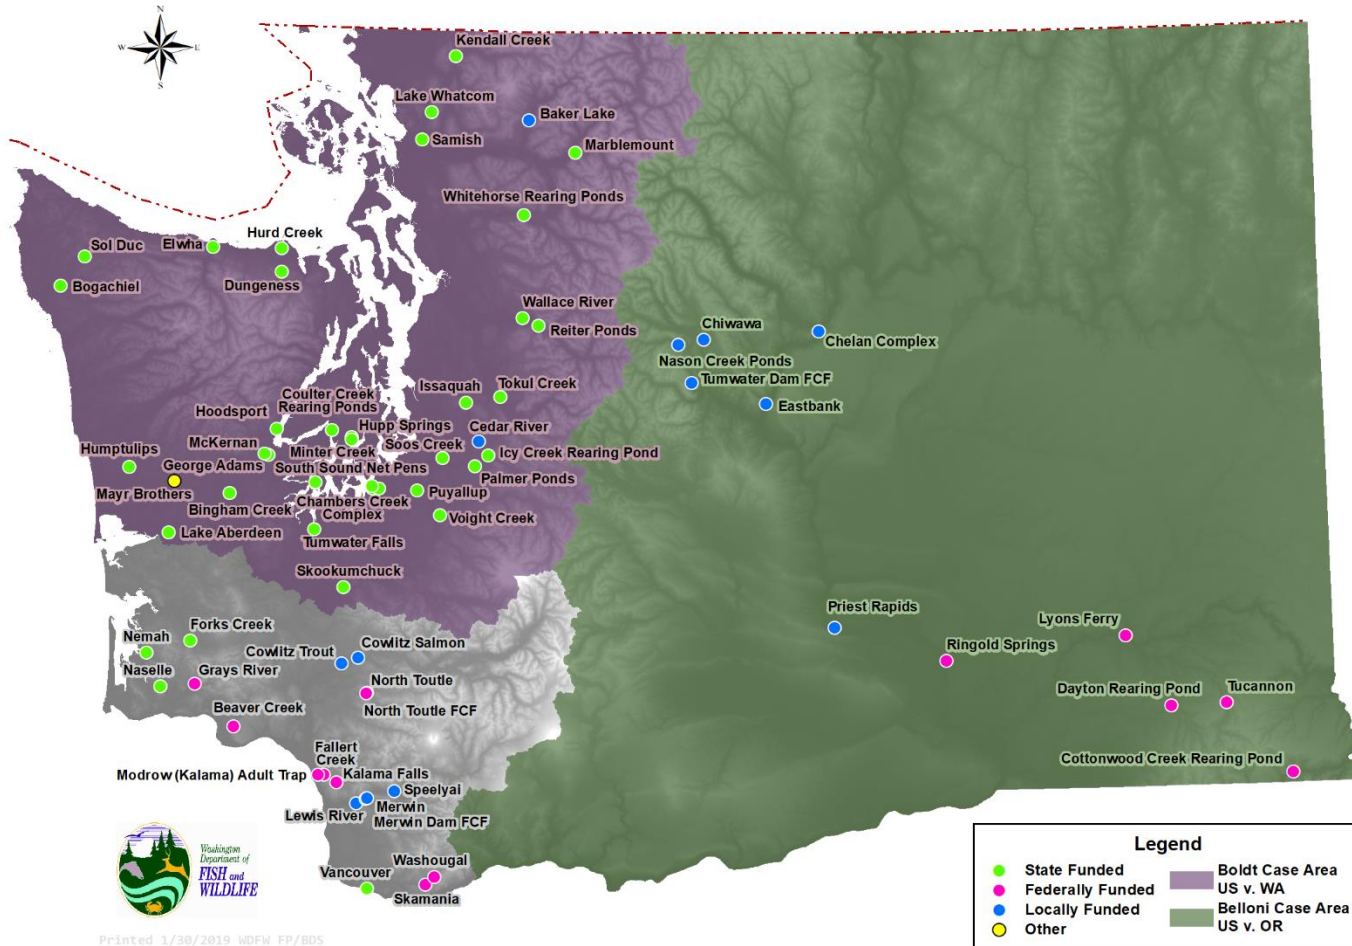 N
W
E
S
Kendall Creek
Lake Whatcom
Baker Lake
Samish
Marblemount
Whitehorse Rearing Ponds
Sol Duc
Elwha
Hurd Creek
Bogachiel
Dungeness
Wallace River
Reiter Ponds
Chiwawa
Chelan Complex
Nason Creek Ponds
Tumwater Dam FCF
Eastbank
Issaquah
Tokul Creek
Coulter Creek
Rearing Ponds
Hoodsport
Hupp Springs
Cedar River
McKernan
Minter Creek
Soos Creek
Icy Creek Rearing Pond
Humptulips
George Adams
South Sound Net Pens
Palmer Ponds
Mayr Brothers
Bingham Creek
Chambers Creek
Complex
Puyallup
Voight Creek
Lake Aberdeen
Tumwater Falls
Skookumchuck
Priest Rapids
Lyons Ferry
Forks Creek
Nemah
Cowlitz Trout
Cowlitz Salmon
Ringold Springs
Naselle
Grays River
North Toutle
North Toutle FCF
Dayton Rearing Pond
Tucannon
Beaver Creek
Fallert
Creek
Modrow (Kalama) Adult Trap
Kalama Falls
Cottonwood Creek Rearing Pond
Speelyai
Lewis River
Merwin
Merwin Dam FCF
Vancouver
Washougal
Skamania
Washington
Department of
FISH and
WILDLIFE
Legend
State Funded
Federally Funded
Locally Funded
Other
Boldt Case Area
US v. WA
Belloni Case Area
US v. OR
Printed 1/30/2019 WDFW FP/BDS